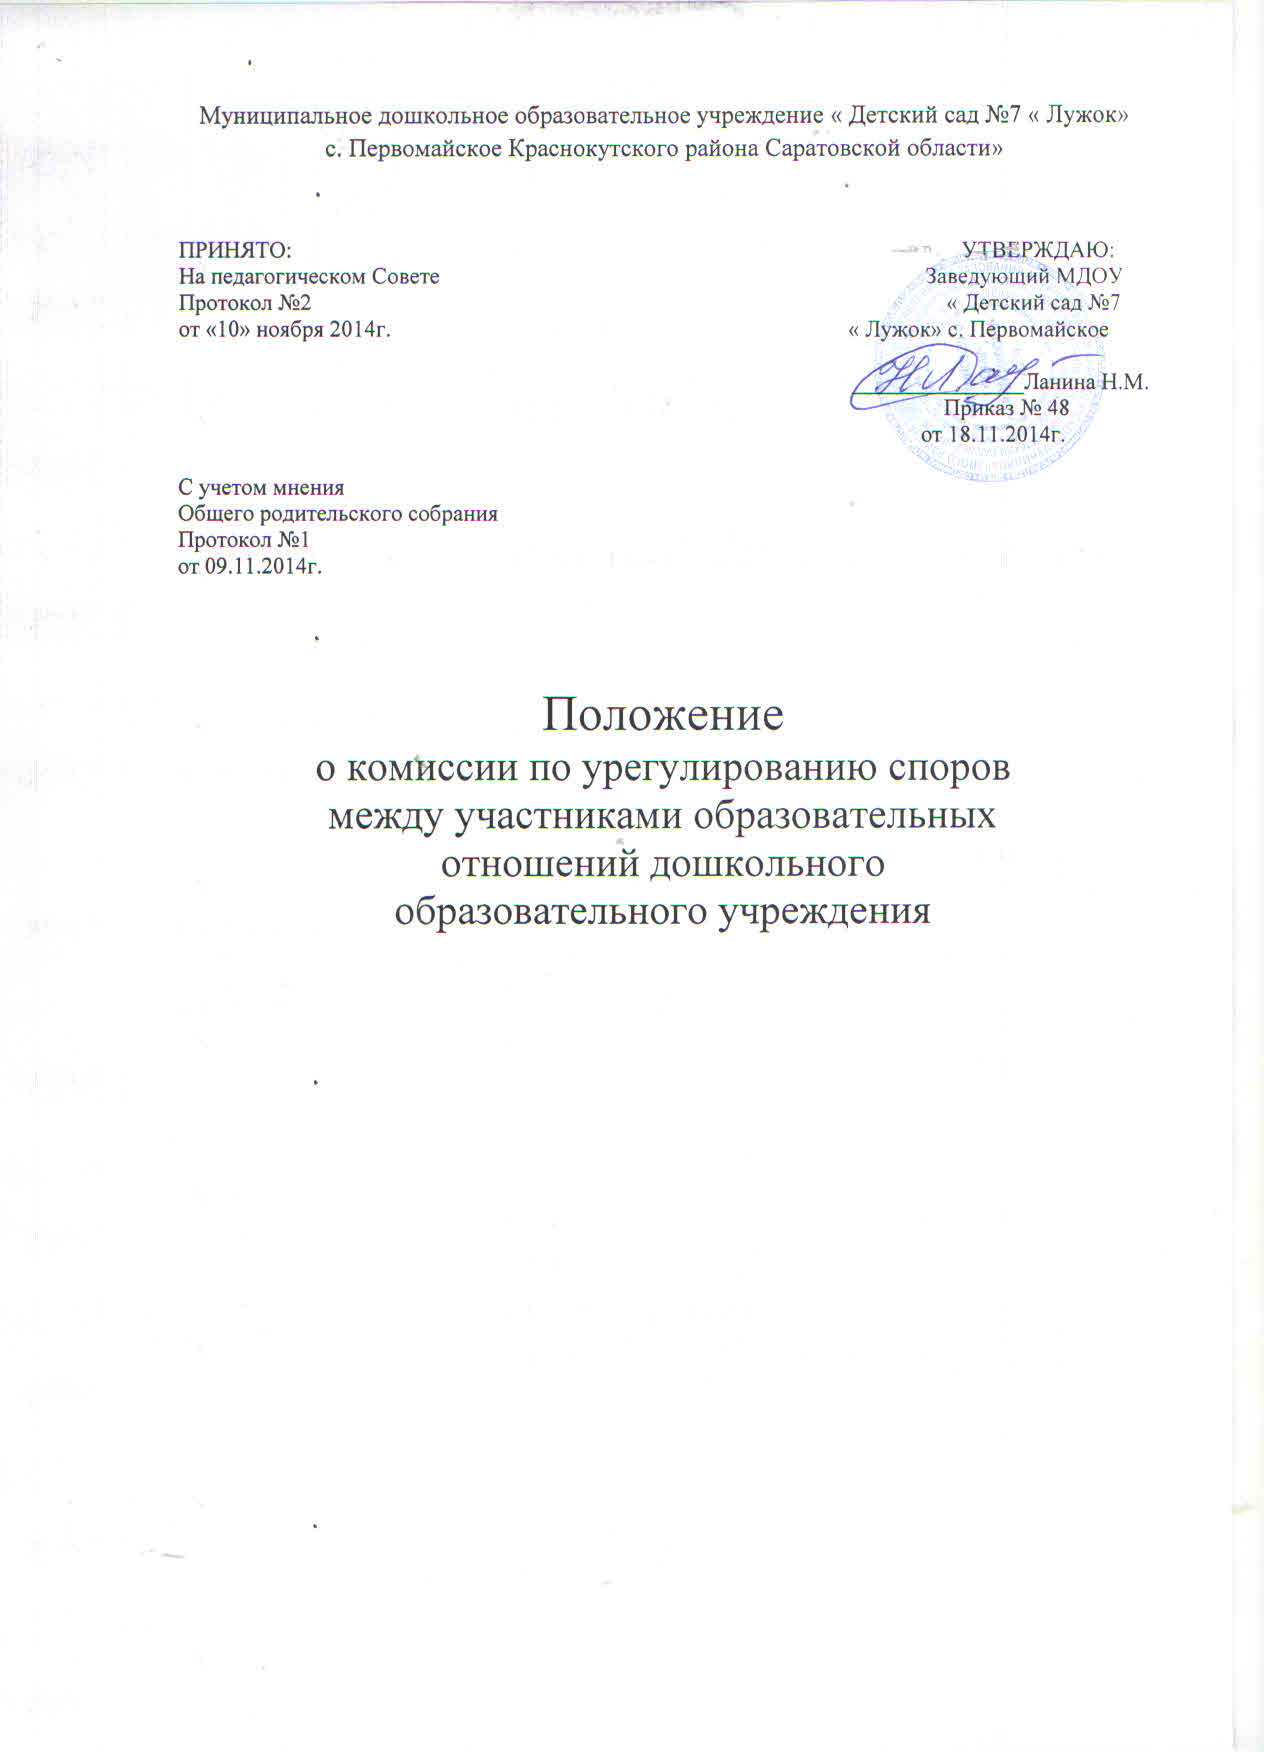 Муниципальное дошкольное образовательное учреждение « Детский сад №7 « Лужок»
с. Первомайское Краснокутского района Саратовской области»
ПРИНЯТО:
На педагогическом Совете
Протокол №2
от «10» ноября 2014г.
УТВЕРЖДАЮ:
Заведующий МДОУ
« Детский сад №7
« Лужок» с. Первомайское
Ланина Н.М.
Приказ № 48
от 18.11.2014г.
С учетом мнения
Общего родительского собрания
Протокол №1
от 09.11.2014г.
Положение
о комиссии по урегулированию споров
между участниками образовательных
отношений дошкольного
образовательного учреждения